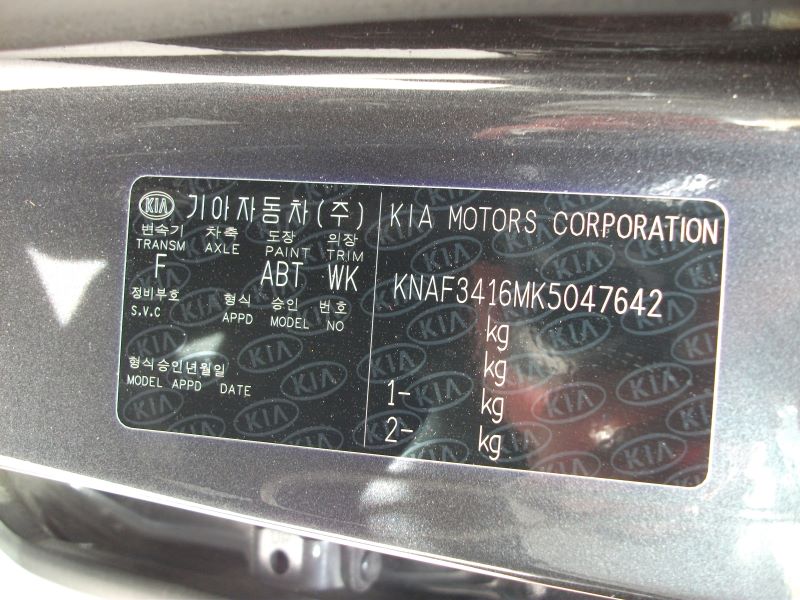 KIA 기아자동차(주)
변속기 차축 도장 의장
TRANSM AXLE PAINT TRIM
F ABT WK
정비부호 형식 승인 번호
S.V.C APPD MODEL NO
형식승인년월일
MODEL APPD DATE
KIA MOTORS CORPORATION
KNAF3416MK5047642
kg
kg
1- kg
2- kg